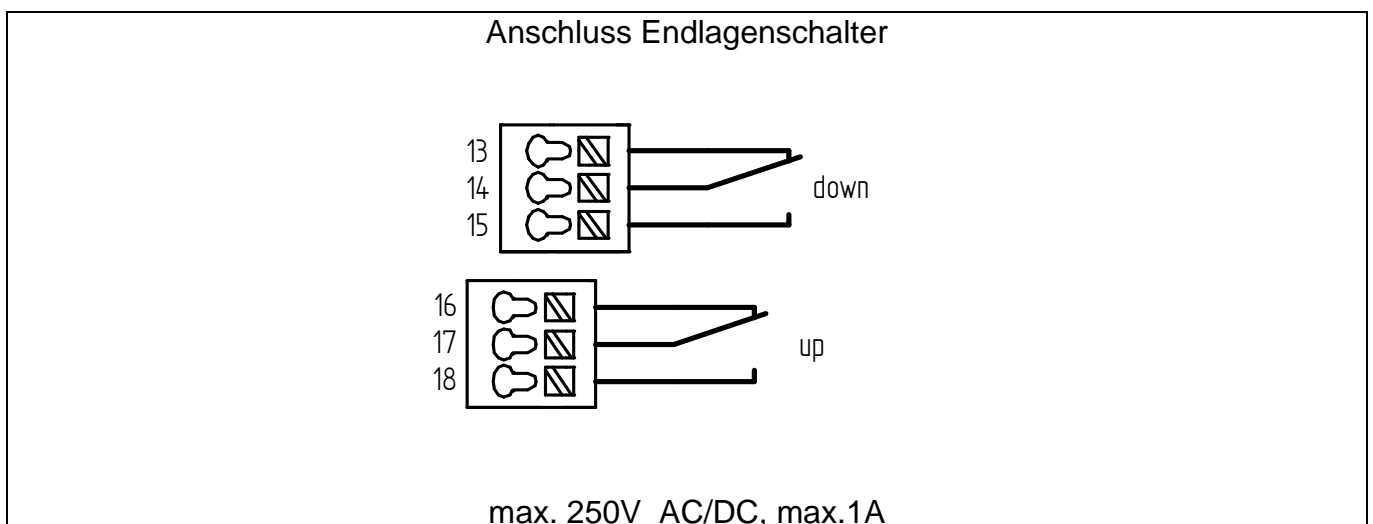 Anschluss Endlagenschalter
13
14
15
down
16
17
18
up
max. 250V AC/DC, max.1A